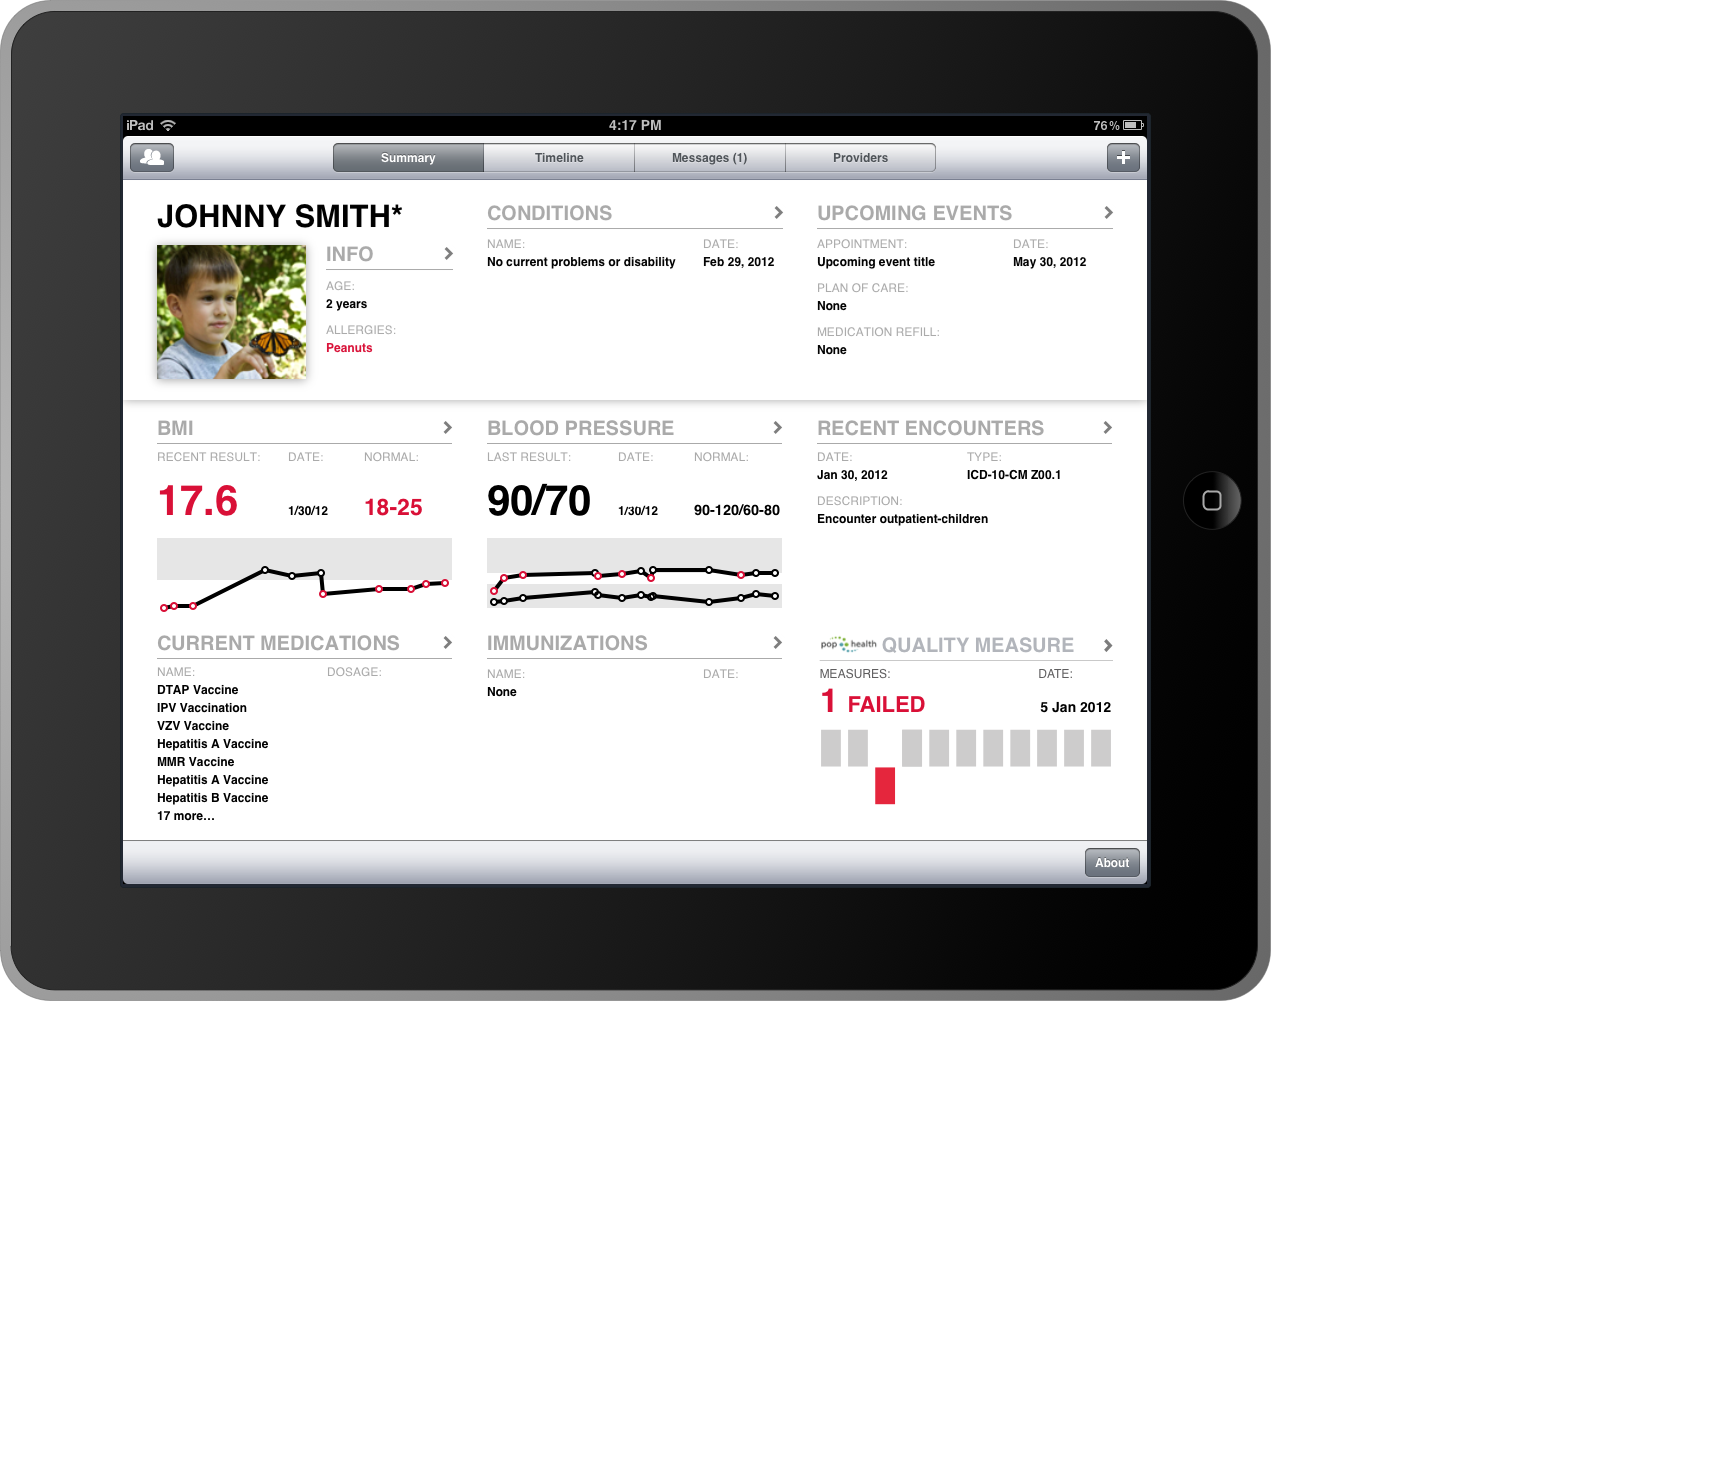 iPad 4:17 PM 76%
Summary Timeline Messages (1) Providers
JOHNNY SMITH*
INFO
AGE:
2 years
ALLERGIES:
Peanuts
CONDITIONS
NAME: DATE:
No current problems or disability Feb 29, 2012
UPCOMING EVENTS
APPOINTMENT: DATE:
Upcoming event title May 30, 2012
PLAN OF CARE:
None
MEDICATION REFILL:
None
BMI
RECENT RESULT: DATE: NORMAL:
17.6 1/30/12 18-25
BLOOD PRESSURE
LAST RESULT: DATE: NORMAL:
90/70 1/30/12 90-120/60-80
RECENT ENCOUNTERS
DATE: TYPE:
Jan 30, 2012 ICD-10-CM Z00.1
DESCRIPTION:
Encounter outpatient-children
CURRENT MEDICATIONS
NAME: DOSAGE:
DTAP Vaccine
IPV Vaccination
VZV Vaccine
Hepatitis A Vaccine
MMR Vaccine
Hepatitis A Vaccine
Hepatitis B Vaccine
17 more...
IMMUNIZATIONS
NAME: DATE:
None
pop health QUALITY MEASURE
MEASURES: DATE:
1 FAILED 5 Jan 2012
About